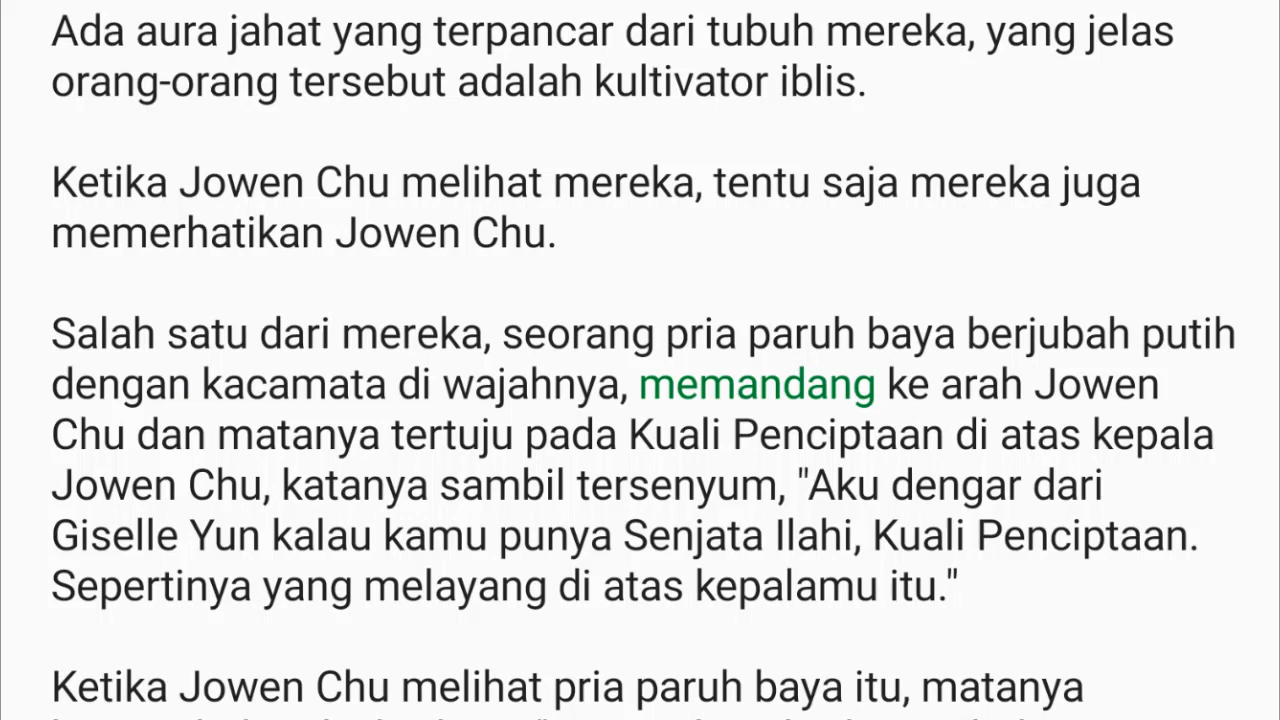 Ada aura jahat yang terpancar dari tubuh mereka, yang jelas
orang-orang tersebut adalah kultivator iblis.
Ketika Jowen Chu melihat mereka, tentu saja mereka juga
memerhatikan Jowen Chu.
Salah satu dari mereka, seorang pria paruh baya berjubah putih
dengan kacamata di wajahnya, memandang ke arah Jowen
Chu dan matanya tertuju pada Kuali Penciptaan di atas kepala
Jowen Chu, katanya sambil tersenyum, "Aku dengar dari
Giselle Yun kalau kamu punya Senjata Ilahi, Kuali Penciptaan.
Sepertinya yang melayang di atas kepalamu itu."
Ketika Jowen Chu melihat pria paruh baya itu, matanya